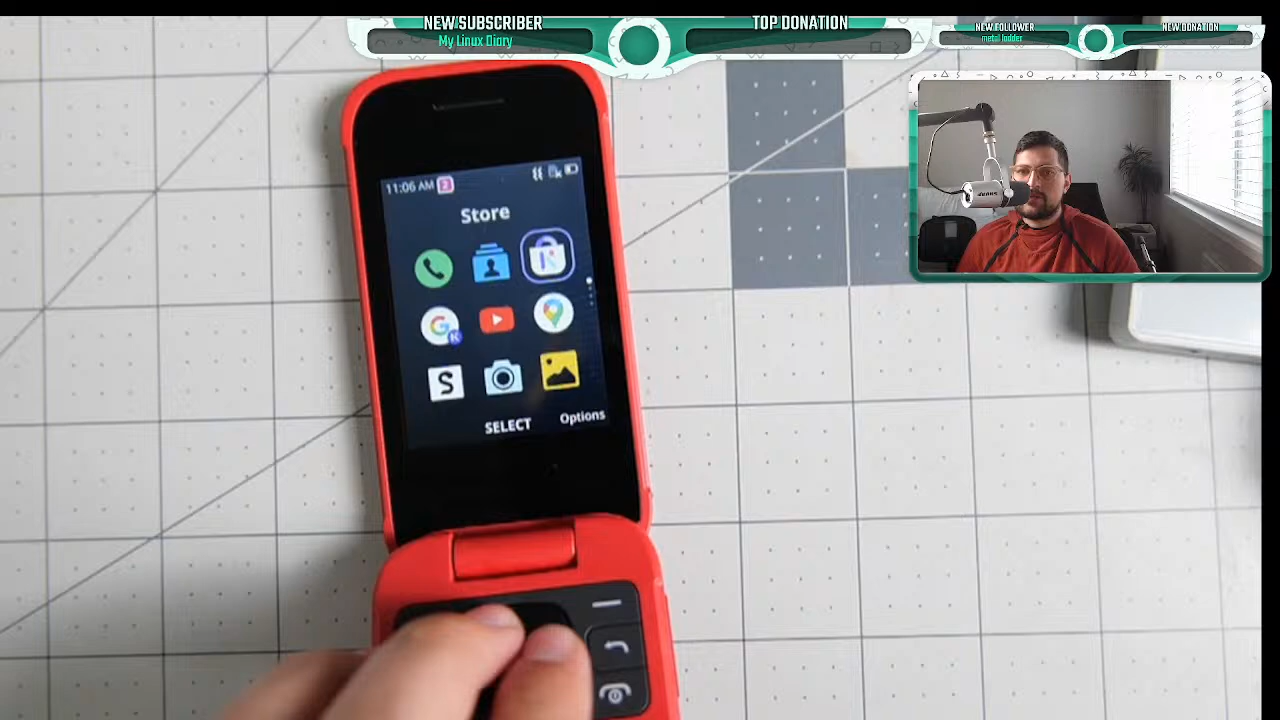 NEW SUBSCRIBER
My Linux Diary
TOP DONATION
NEW FOLLOWER
metal ladder
NEW DONATION
11:06 AM 2
Store
SELECT
Options